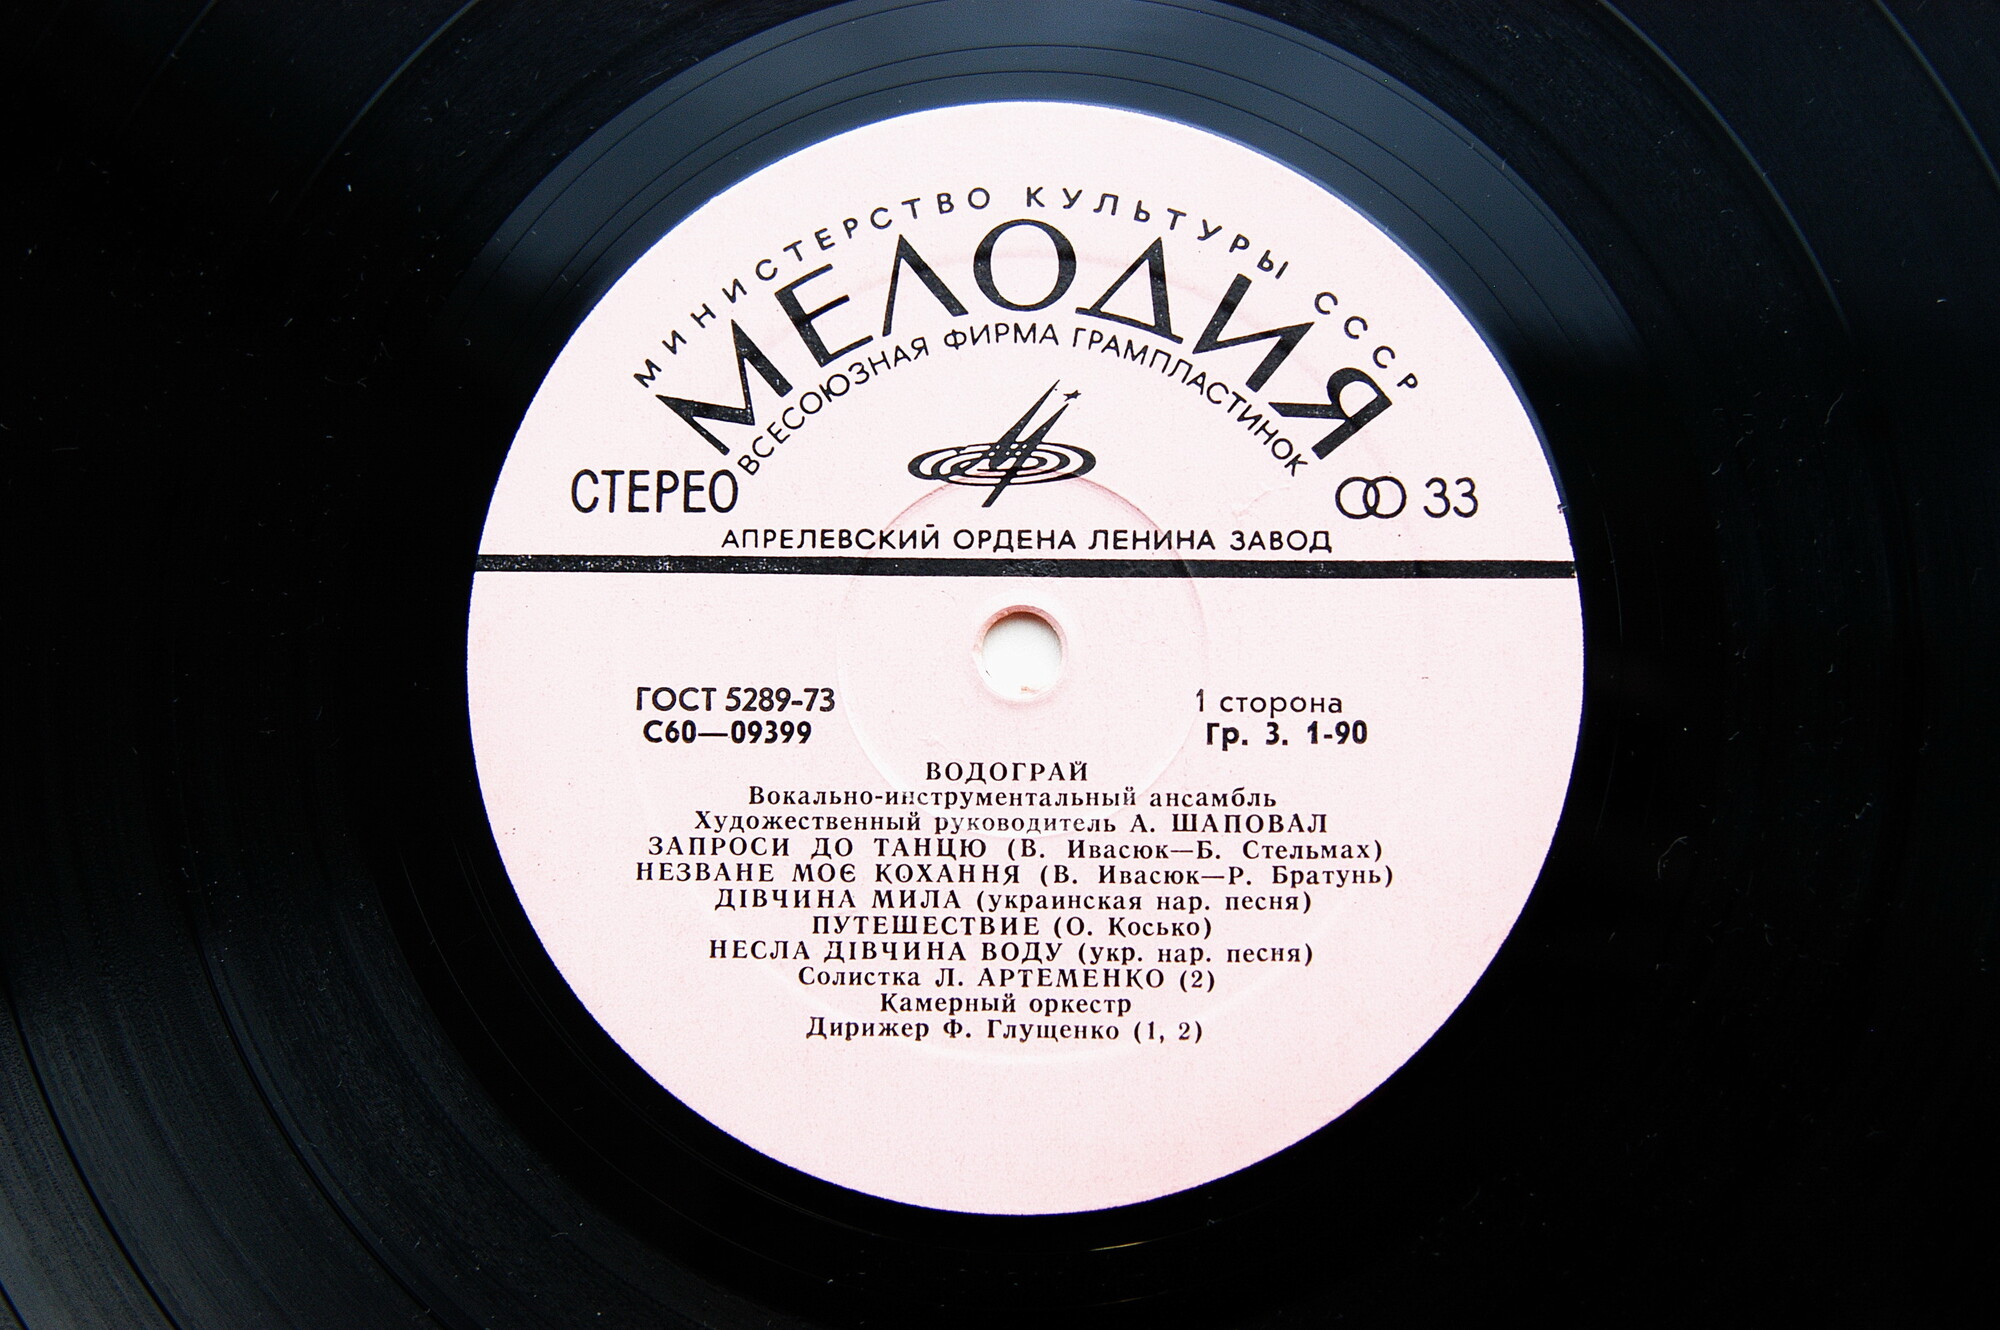 МИНИСТЕРСТВО КУЛЬТУРЫ СССР
МЕЛОДИЯ
ВСЕСОЮЗНАЯ ФИРМА ГРАМПЛАСТИНОК
СТЕРЕО
33
АПРЕЛЕВСКИЙ ОРДЕНА ЛЕНИНА ЗАВОД
ГОСТ 5289-73
1 сторона
С60—09399
Гр. 3. 1-90
ВОДОГРАЙ
Вокально-инструментальный ансамбль
Художественный руководитель А. ШАПОВАЛ
ЗАПРОСИ ДО ТАНЦЮ (В. Ивасюк—Б. Стельмах)
НЕЗВАНЕ МОЄ КОХАННЯ (В. Ивасюк—Р. Братунь)
ДІВЧИНА МИЛА (украинская нар. песня)
ПУТЕШЕСТВИЕ (О. Косько)
НЕСЛА ДІВЧИНА ВОДУ (укр. нар. песня)
Солистка Л. АРТЕМЕНКО (2)
Камерный оркестр
Дирижер Ф. Глущенко (1, 2)